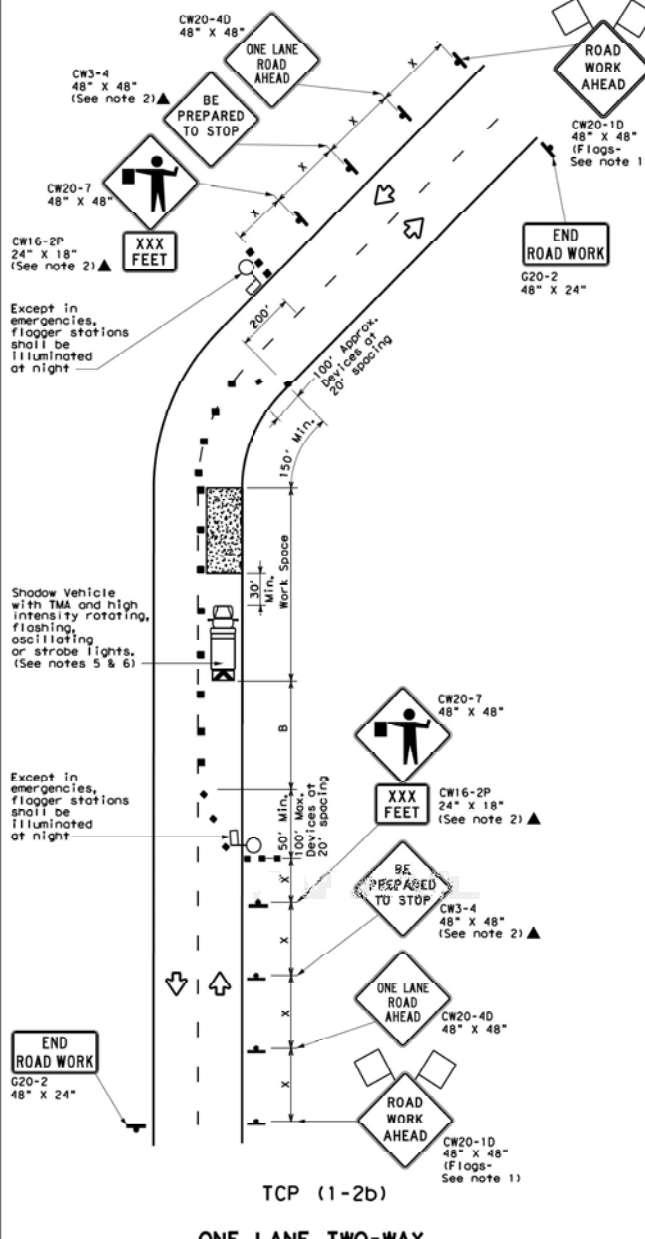 CW20-4D
48" X 48"
ONE LANE
ROAD
AHEAD
ROAD
WORK
AHEAD
CW20-1D
48" X 48"
(Flags-
See note 1
CW3-4
48" X 48"
(See note 2)▲
BE
PREPARED
TO STOP
CW20-7
48" X 48"
XXX
FEET
CW16-2P
24" X 18"
(See note 2)▲
X
X
X
X
END
ROAD WORK
G20-2
48" X 24"
Except in
emergencies,
flagger stations
shall be
illuminated
at night
200'
100' Approx.
Devices at
20' spacing
150' Min.
Work Space
30'
Min.
Shadow Vehicle
with TMA and high
intensity rotating,
flashing,
oscillating
or strobe lights.
(See notes 5 & 6)
B
CW20-7
48" X 48"
XXX
FEET
CW16-2P
24" X 18"
(See note 2)▲
Except in
emergencies,
flagger stations
shall be
illuminated
at night
50' Min.
100' Max.
Devices at
20' spacing
BE
PREPARED
TO STOP
CW3-4
48" X 48"
(See note 2)▲
X
X
X
X
ONE LANE
ROAD
AHEAD
CW20-4D
48" X 48"
END
ROAD WORK
G20-2
48" X 24"
ROAD
WORK
AHEAD
CW20-1D
48" X 48"
(Flags-
See note 1)
TCP (1-2b)
ONE LANE TWO-WAY